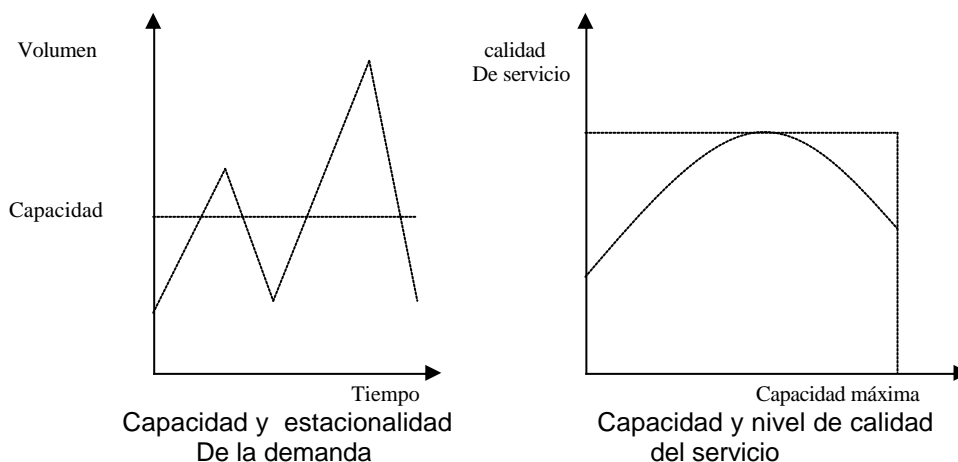 Volumen
Capacidad
Tiempo
Capacidad y estacionalidad
De la demanda
calidad
De servicio
Capacidad máxima
Capacidad y nivel de calidad
del servicio